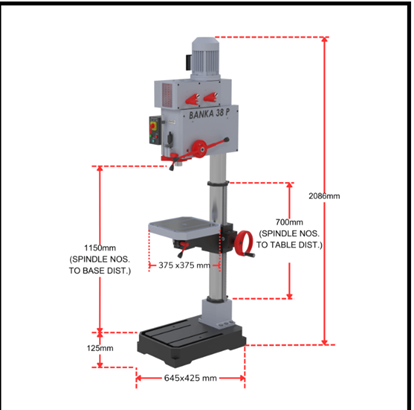 BANKA 38 P
2086mm
700mm
(SPINDLE NOS.
TO TABLE DIST.)
1150mm
(SPINDLE NOS.
TO BASE DIST.)
375 x375 mm
125mm
645x425 mm